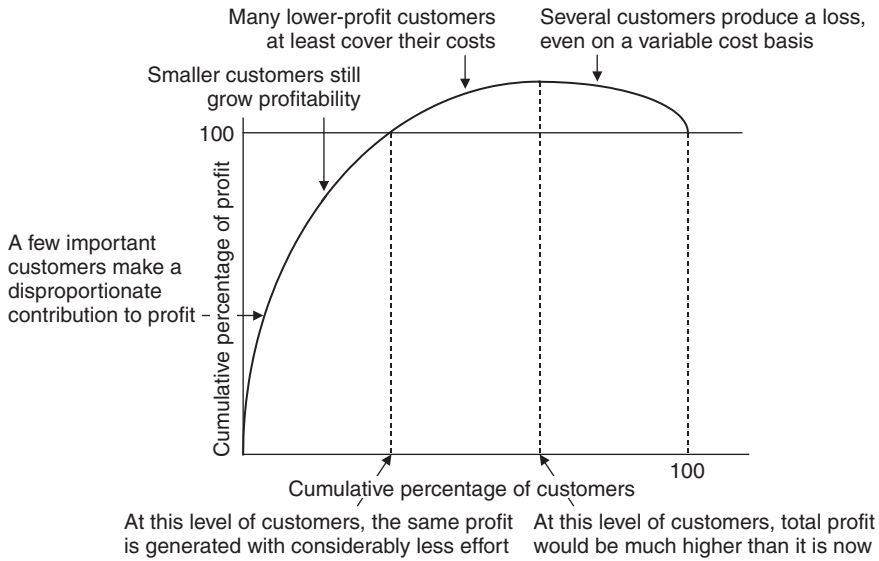 Many lower-profit customers
at least cover their costs
Several customers produce a loss,
even on a variable cost basis
Smaller customers still
grow profitability
100
Cumulative percentage of profit
A few important
customers make a
disproportionate
contribution to profit
100
Cumulative percentage of customers
At this level of customers, the same profit
is generated with considerably less effort
At this level of customers, total profit
would be much higher than it is now